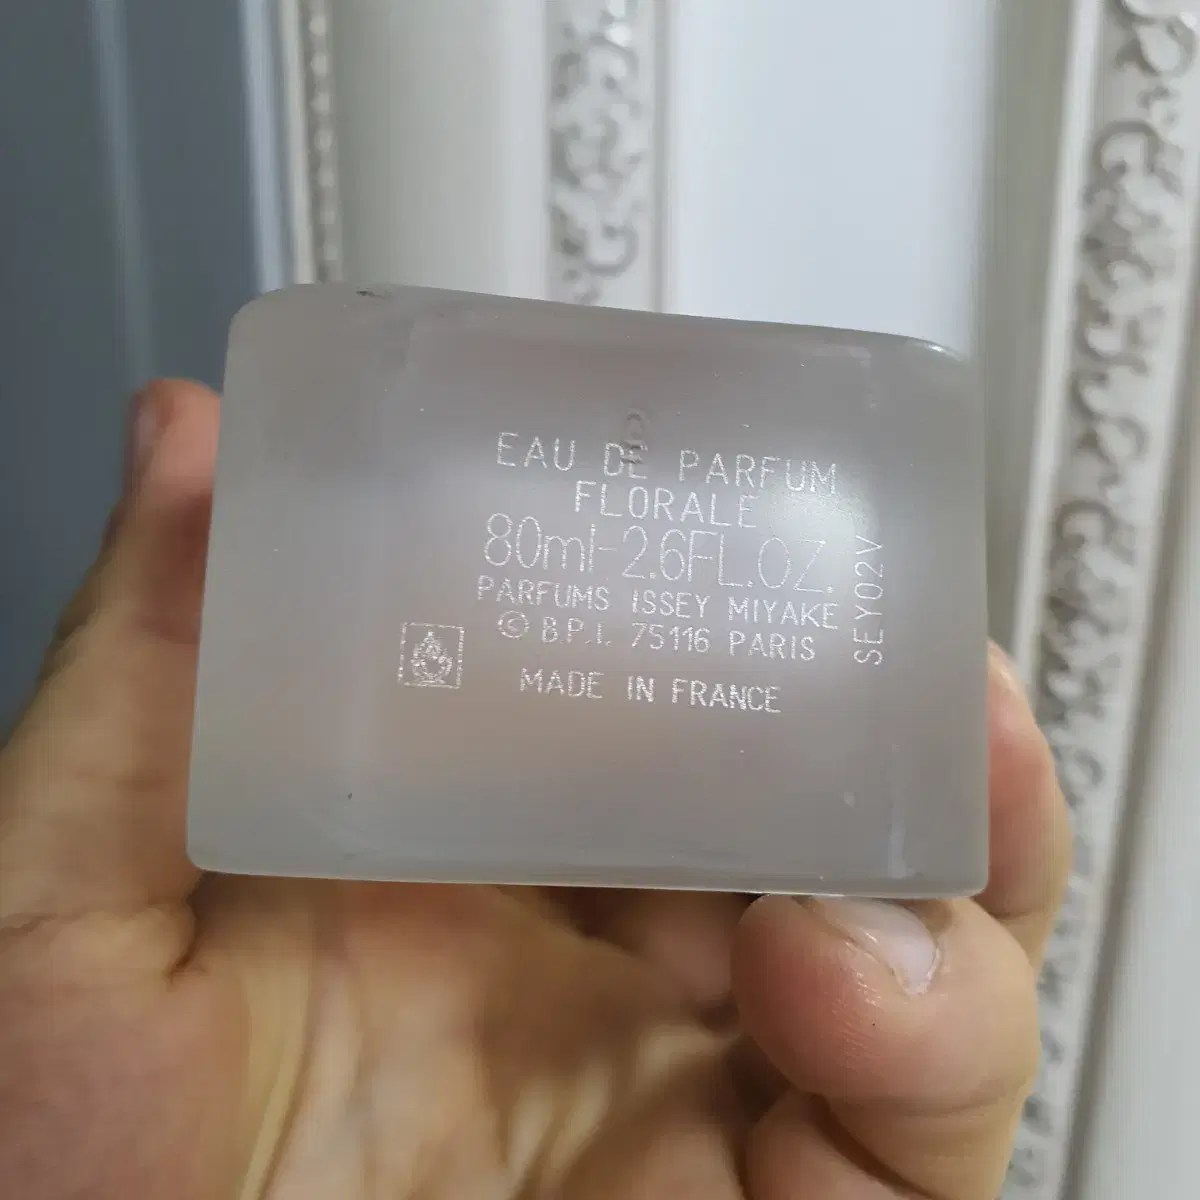 EAU DE PARFUM
FLORALE
80ml-2.6FL.OZ.
PARFUMS ISSEY MIYAKE
© B.P.I. 75116 PARIS
MADE IN FRANCE
SEY02V